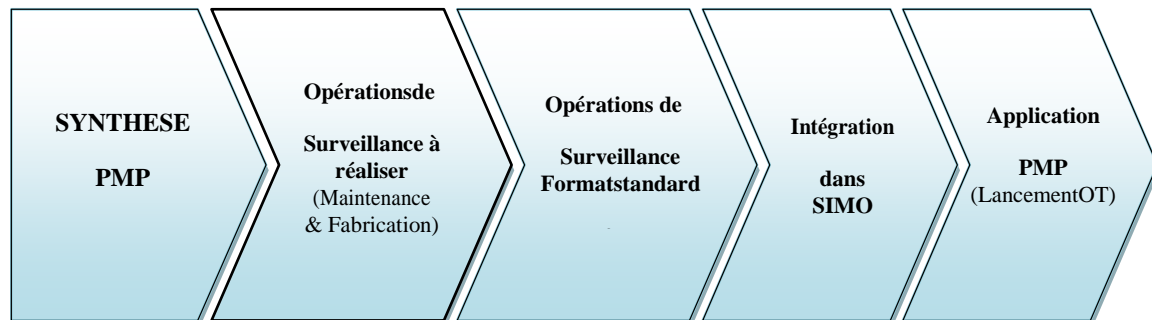 SYNTHESE
PMP
Opérationsde
Surveillance à
réaliser
(Maintenance
& Fabrication)
Opérations de
Surveillance
Formatstandard
Intégration
dans
SIMO
Application
PMP
(LancementOT)